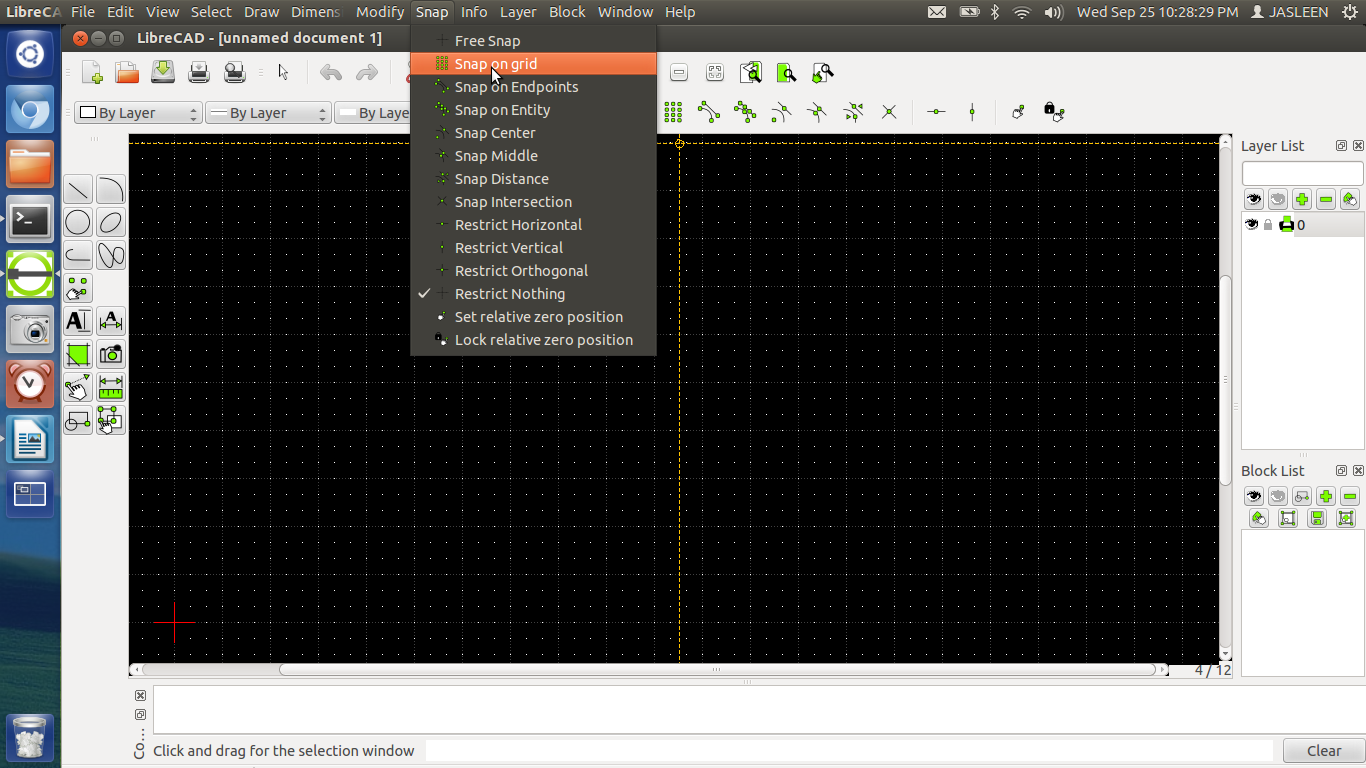 LibreCA File Edit View Select Draw Dimens Modify Snap Info Layer Block Window Help Wed Sep 25 10:28:29 PM JASLEEN
LibreCAD - [unnamed document 1]
Free Snap
Snap on grid
Snap on Endpoints
Snap on Entity
Snap Center
Snap Middle
Snap Distance
Snap Intersection
Restrict Horizontal
Restrict Vertical
Restrict Orthogonal
Restrict Nothing
Set relative zero position
Lock relative zero position
By Layer By Layer By Laye
Layer List
0
Block List
4 / 12
Co...
Click and drag for the selection window
Clear